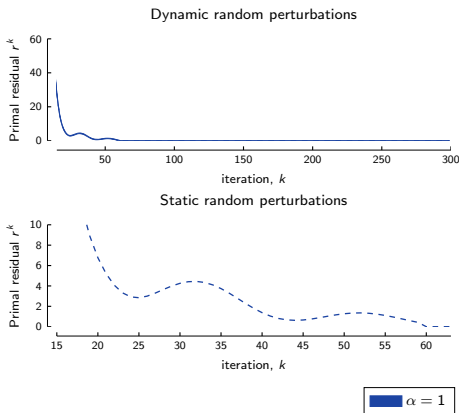 Dynamic random perturbations
60
40
20
0
Primal residual r^k
50 100 150 200 250 300
iteration, k
Static random perturbations
10
8
6
4
2
0
Primal residual r^k
15 20 25 30 35 40 45 50 55 60
iteration, k
α = 1